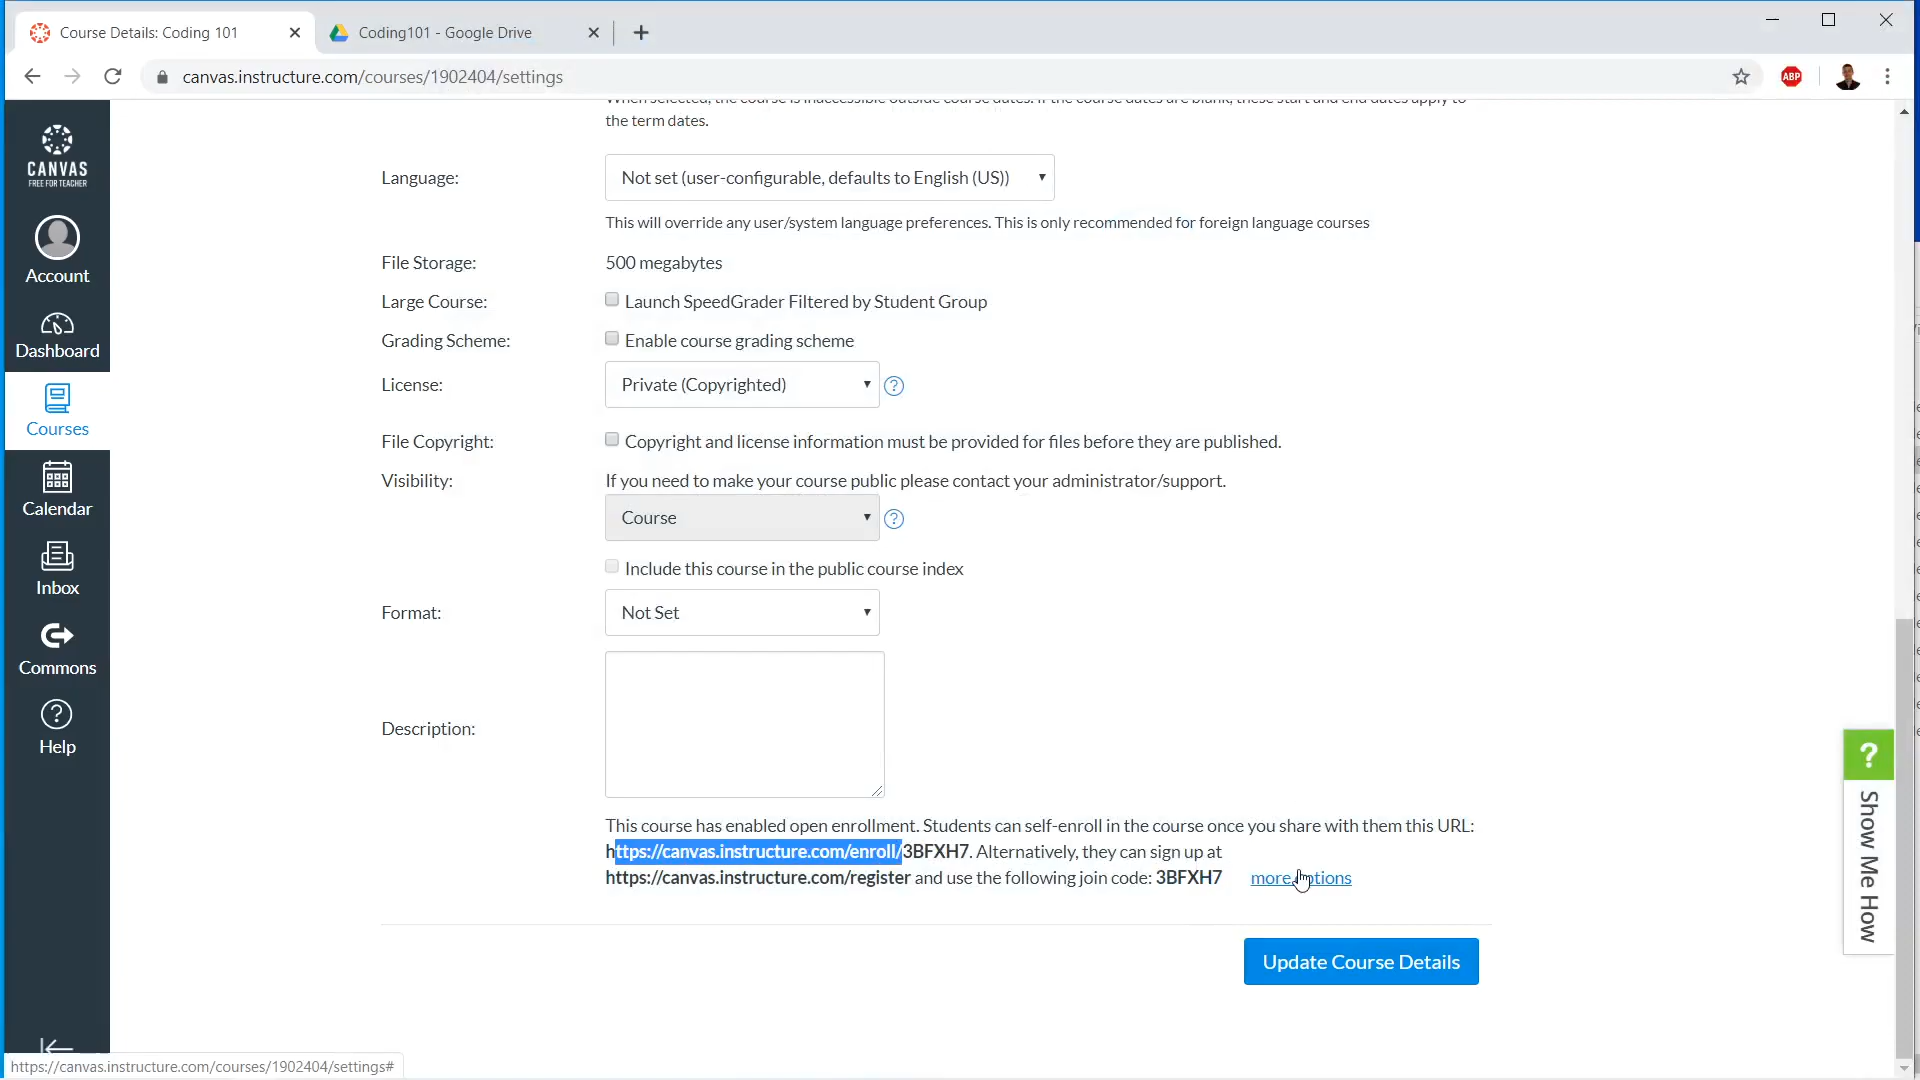 Course Details: Coding 101
Coding101 - Google Drive
canvas.instructure.com/courses/1902404/settings
ABP
When selected, the course is inaccessible outside course dates. If the course dates are blank, these start and end dates apply to
the term dates.
CANVAS
FREE FOR TEACHER
Account
Dashboard
Courses
Calendar
Inbox
Commons
Help
Language:
Not set (user-configurable, defaults to English (US))
This will override any user/system language preferences. This is only recommended for foreign language courses
File Storage:
500 megabytes
Large Course:
Launch SpeedGrader Filtered by Student Group
Grading Scheme:
Enable course grading scheme
License:
Private (Copyrighted)
?
File Copyright:
Copyright and license information must be provided for files before they are published.
Visibility:
If you need to make your course public please contact your administrator/support.
Course
?
Include this course in the public course index
Format:
Not Set
Description:
This course has enabled open enrollment. Students can self-enroll in the course once you share with them this URL:
https://canvas.instructure.com/enroll/3BFXH7. Alternatively, they can sign up at
https://canvas.instructure.com/register and use the following join code: 3BFXH7 more options
Update Course Details
?
Show Me How
https://canvas.instructure.com/courses/1902404/settings#